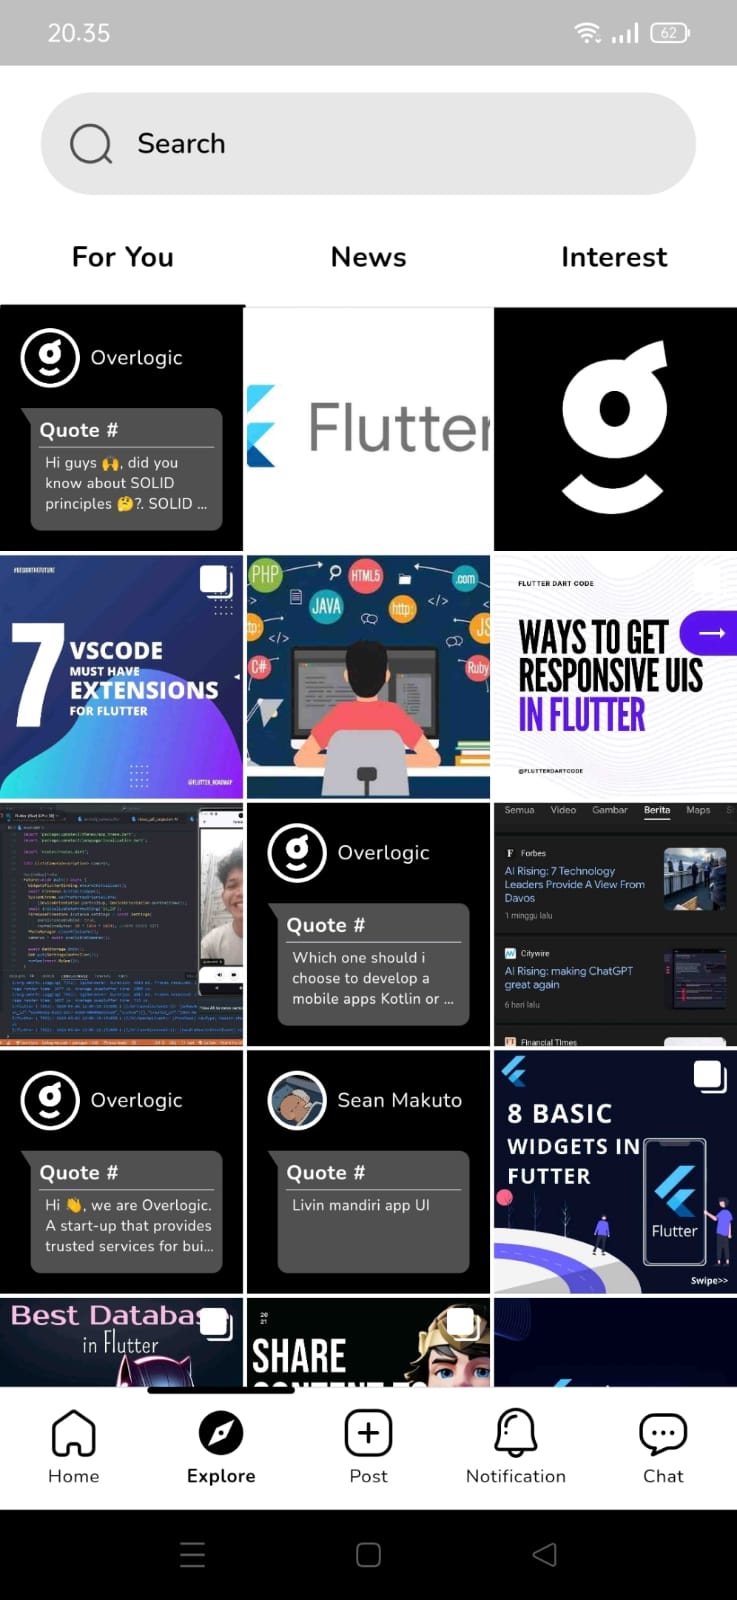 20.35
62
Search
For You
News
Interest
Overlogic
Quote #
Hi guys 🙌, did you
know about SOLID
principles 🤔?. SOLID ...
Flutter
#DESIGNTHEFUTURE
7
VSCODE
MUST HAVE
EXTENSIONS
FOR FLUTTER
@FLUTTER_ROADMAP
PHP
HTML5
.com
JAVA
http:
</>
C#
</>
Ruby
FLUTTER DART CODE
WAYS TO GET
RESPONSIVE UIS
IN FLUTTER
@FLUTTERDARTCODE
Overlogic
Quote #
Which one should i
choose to develop a
mobile apps Kotlin or ...
Semua Video Gambar Berita Maps
Forbes
AI Rising: 7 Technology
Leaders Provide A View From
Davos
1 minggu lalu
Citywire
AI Rising: making ChatGPT
great again
6 hari lalu
Financial Times
Overlogic
Quote #
Hi 👋, we are Overlogic.
A start-up that provides
trusted services for bui...
Sean Makuto
Quote #
Livin mandiri app UI
8 BASIC
WIDGETS IN
FUTTER
Flutter
Swipe>>
Best Databas
in Flutter
20
21
SHARE
CONTENT TO
Home
Explore
Post
Notification
Chat